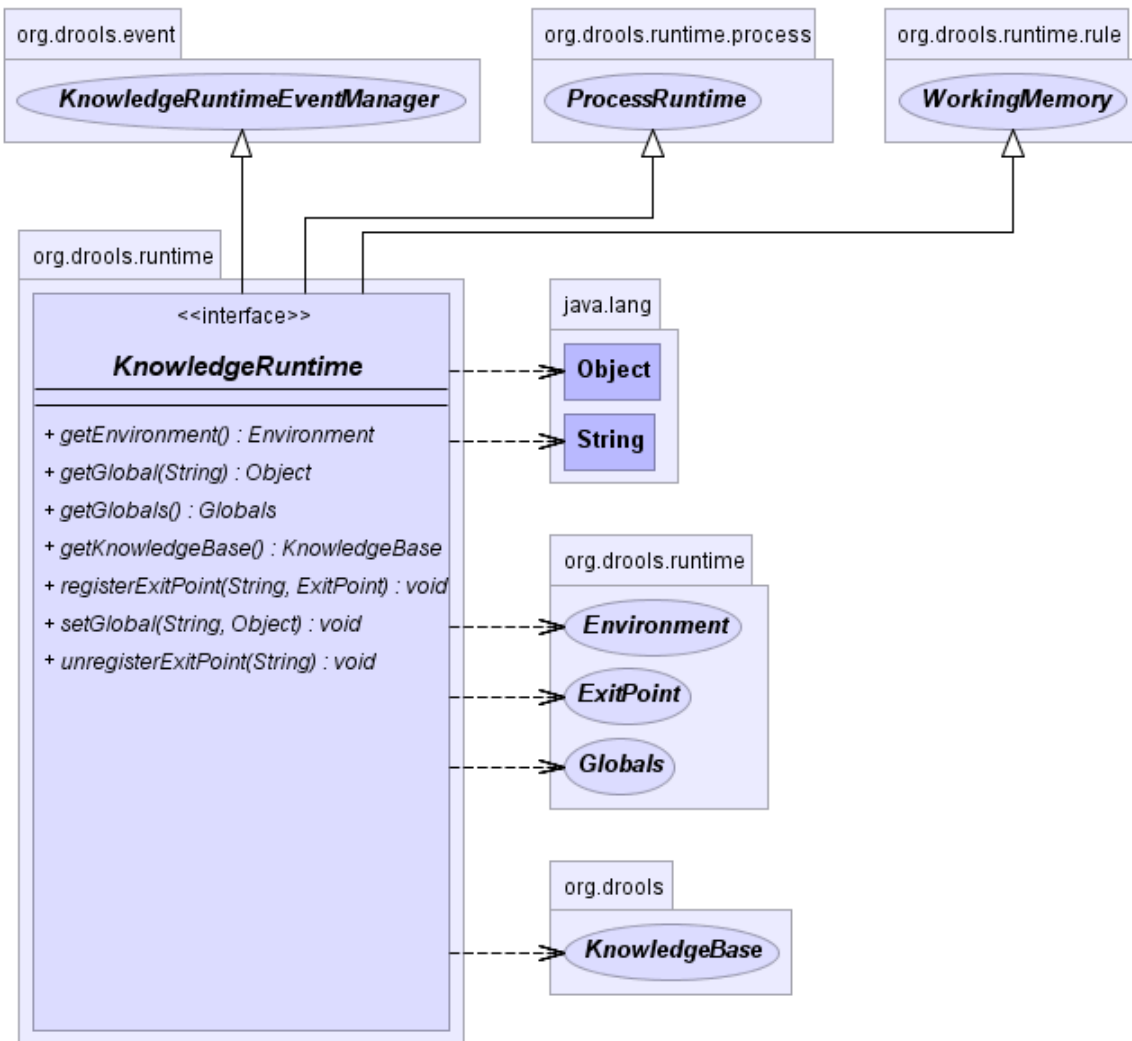 org.drools.event
KnowledgeRuntimeEventManager
org.drools.runtime.process
ProcessRuntime
org.drools.runtime.rule
WorkingMemory
org.drools.runtime
<<interface>>
KnowledgeRuntime
+ getEnvironment() : Environment
+ getGlobal(String) : Object
+ getGlobals() : Globals
+ getKnowledgeBase() : KnowledgeBase
+ registerExitPoint(String, ExitPoint) : void
+ setGlobal(String, Object) : void
+ unregisterExitPoint(String) : void
java.lang
Object
String
org.drools.runtime
Environment
ExitPoint
Globals
org.drools
KnowledgeBase